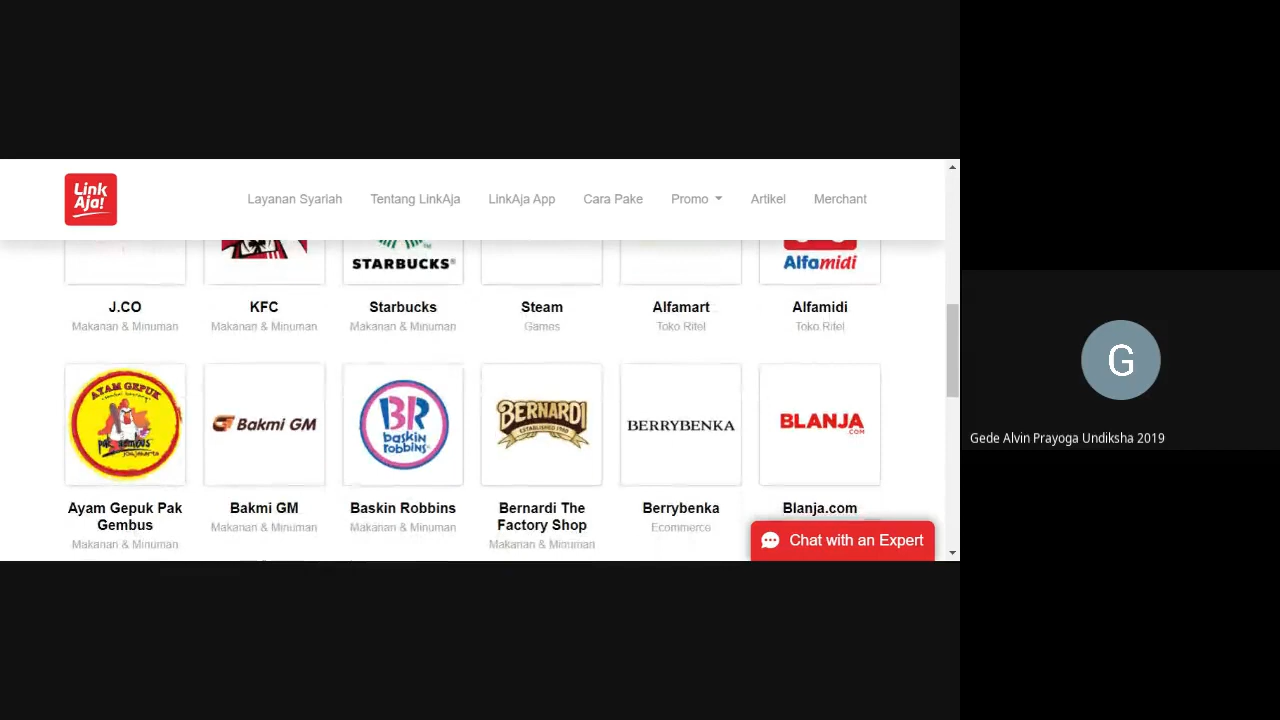 Link
Aja!
Layanan Syariah
Tentang LinkAja
LinkAja App
Cara Pake
Promo
Artikel
Merchant
STARBUCKS
Alfamidi
J.CO
KFC
Starbucks
Steam
Alfamart
Alfamidi
Makanan & Minuman
Makanan & Minuman
Makanan & Minuman
Games
Toko Ritel
Toko Ritel
AYAM GEPUK
pak gembus
Bakmi GM
BR
baskin
robbins
BERNARDI
ESTABLISHED
BERRYBENKA
BLANJA
.COM
Ayam Gepuk Pak
Gembus
Bakmi GM
Baskin Robbins
Bernardi The
Factory Shop
Berrybenka
Blanja.com
Makanan & Minuman
Makanan & Minuman
Makanan & Minuman
Makanan & Minuman
Ecommerce
Chat with an Expert
G
Gede Alvin Prayoga Undiksha 2019